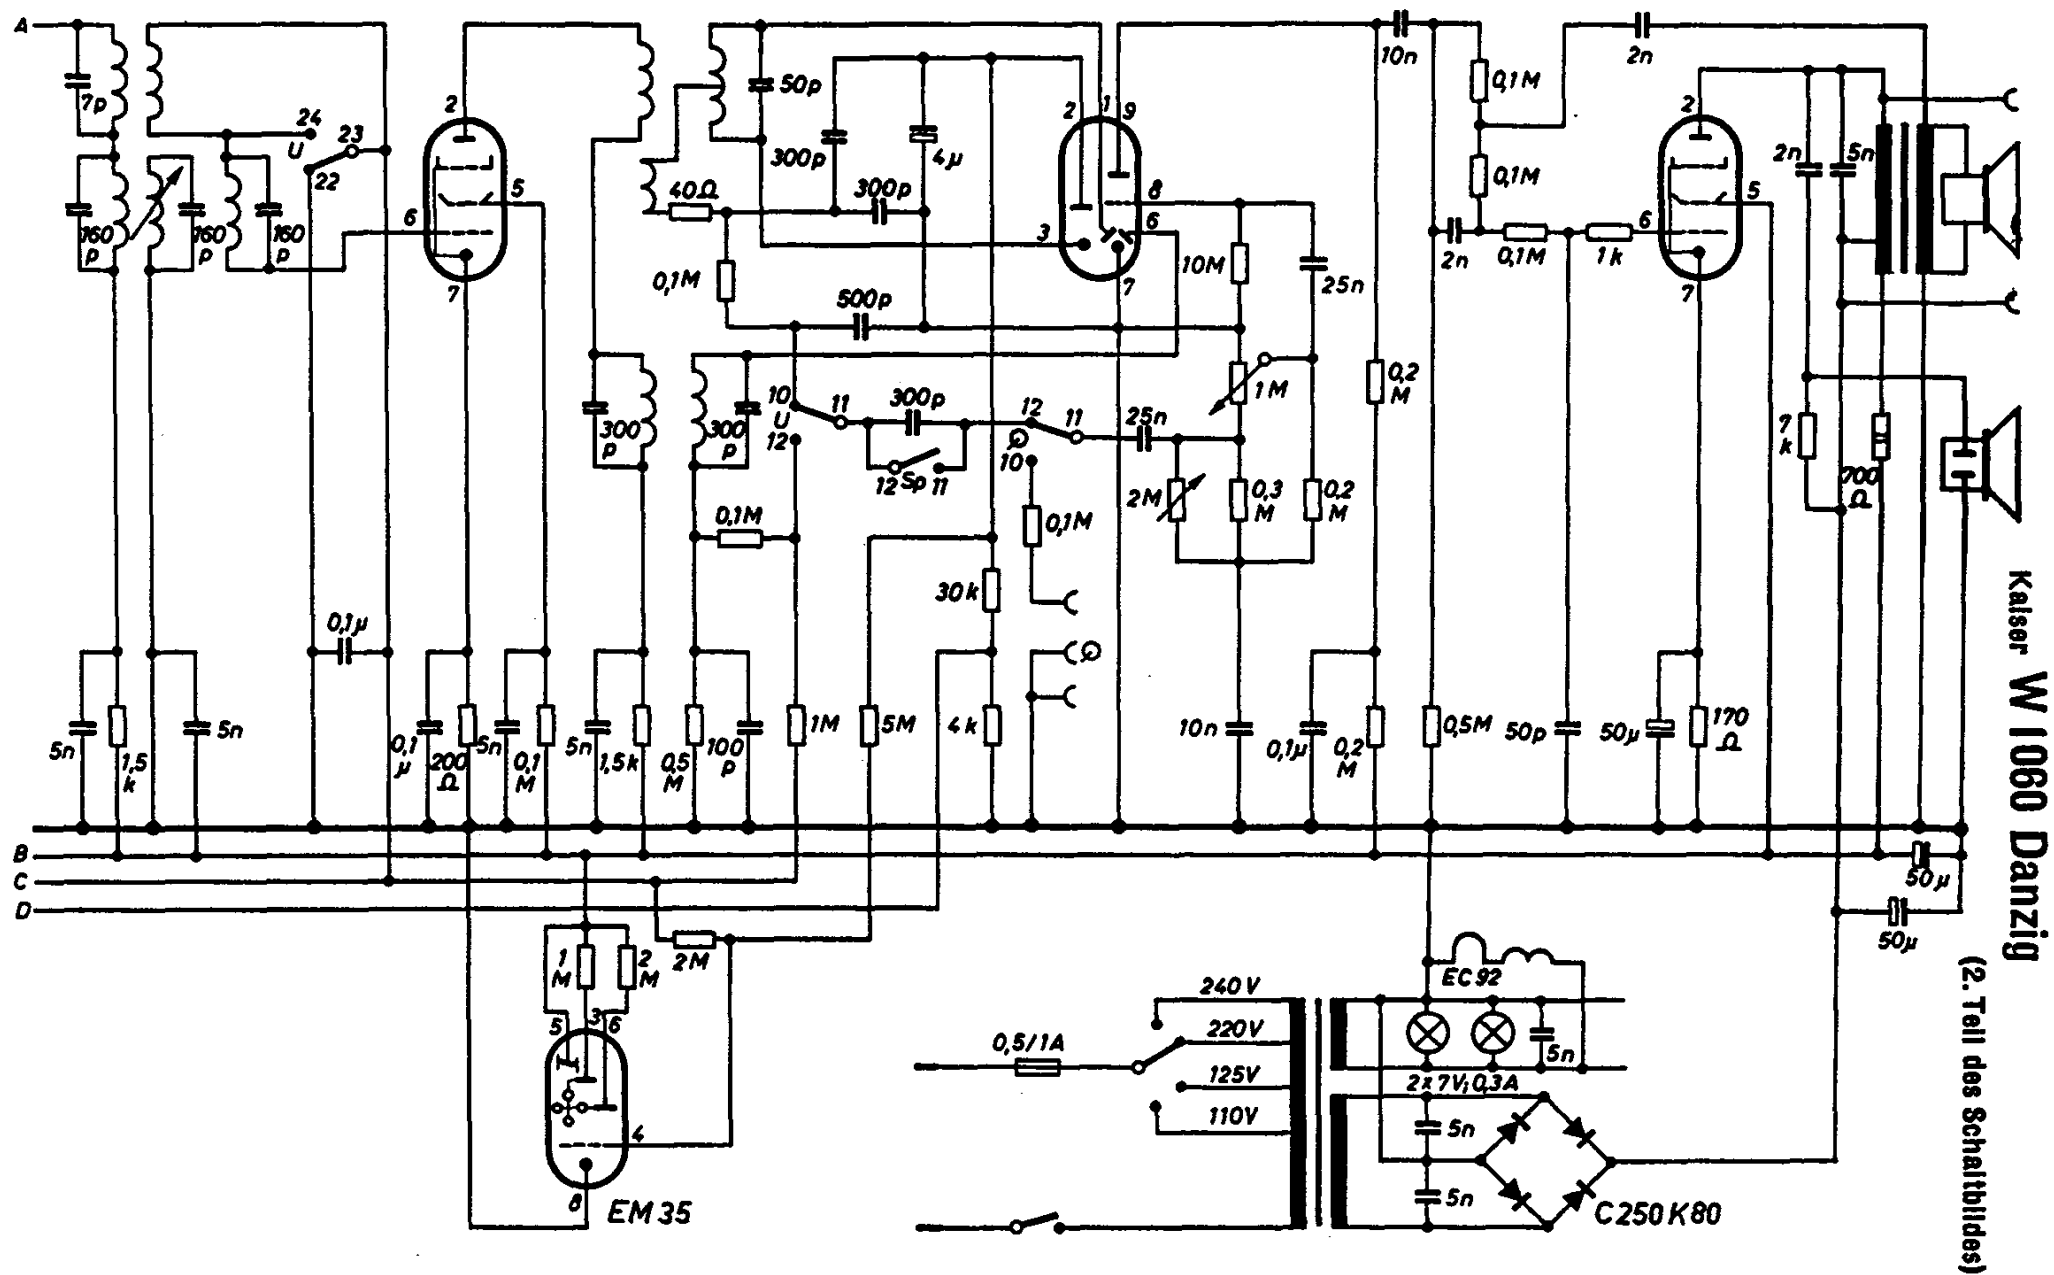 A
7p
160
p
160
p
160
p
24
U
23
22
2
5
6
7
50p
300p
4µ
300p
40Ω
0,1M
500p
2
1
9
8
6
3
7
10M
25n
10n
0,1M
0,1M
2n
2n
0,1M
1k
2
5
6
7
2n
5n
300
p
300
p
10
U
12
11
300p
12
Sp
11
12
10
11
25n
1M
2M
0,3
M
0,2
M
0,2
M
7
k
700
Ω
0,1M
0,1M
30k
0,1µ
5n
1,5
k
5n
0,1
µ
200
Ω
5n
0,1
M
5n
1,5k
0,5
M
100
p
1M
5M
4k
10n
0,1µ
0,2
M
0,5M
50p
50µ
170
Ω
B
C
D
50µ
50µ
1
M
2
M
2M
5
3
6
4
8
EM35
0,5/1A
240V
220V
125V
110V
EC92
5n
2x7V;0,3A
5n
5n
C250K80
Kaiser W1060 Danzig
(2. Teil des Schaltbildes)